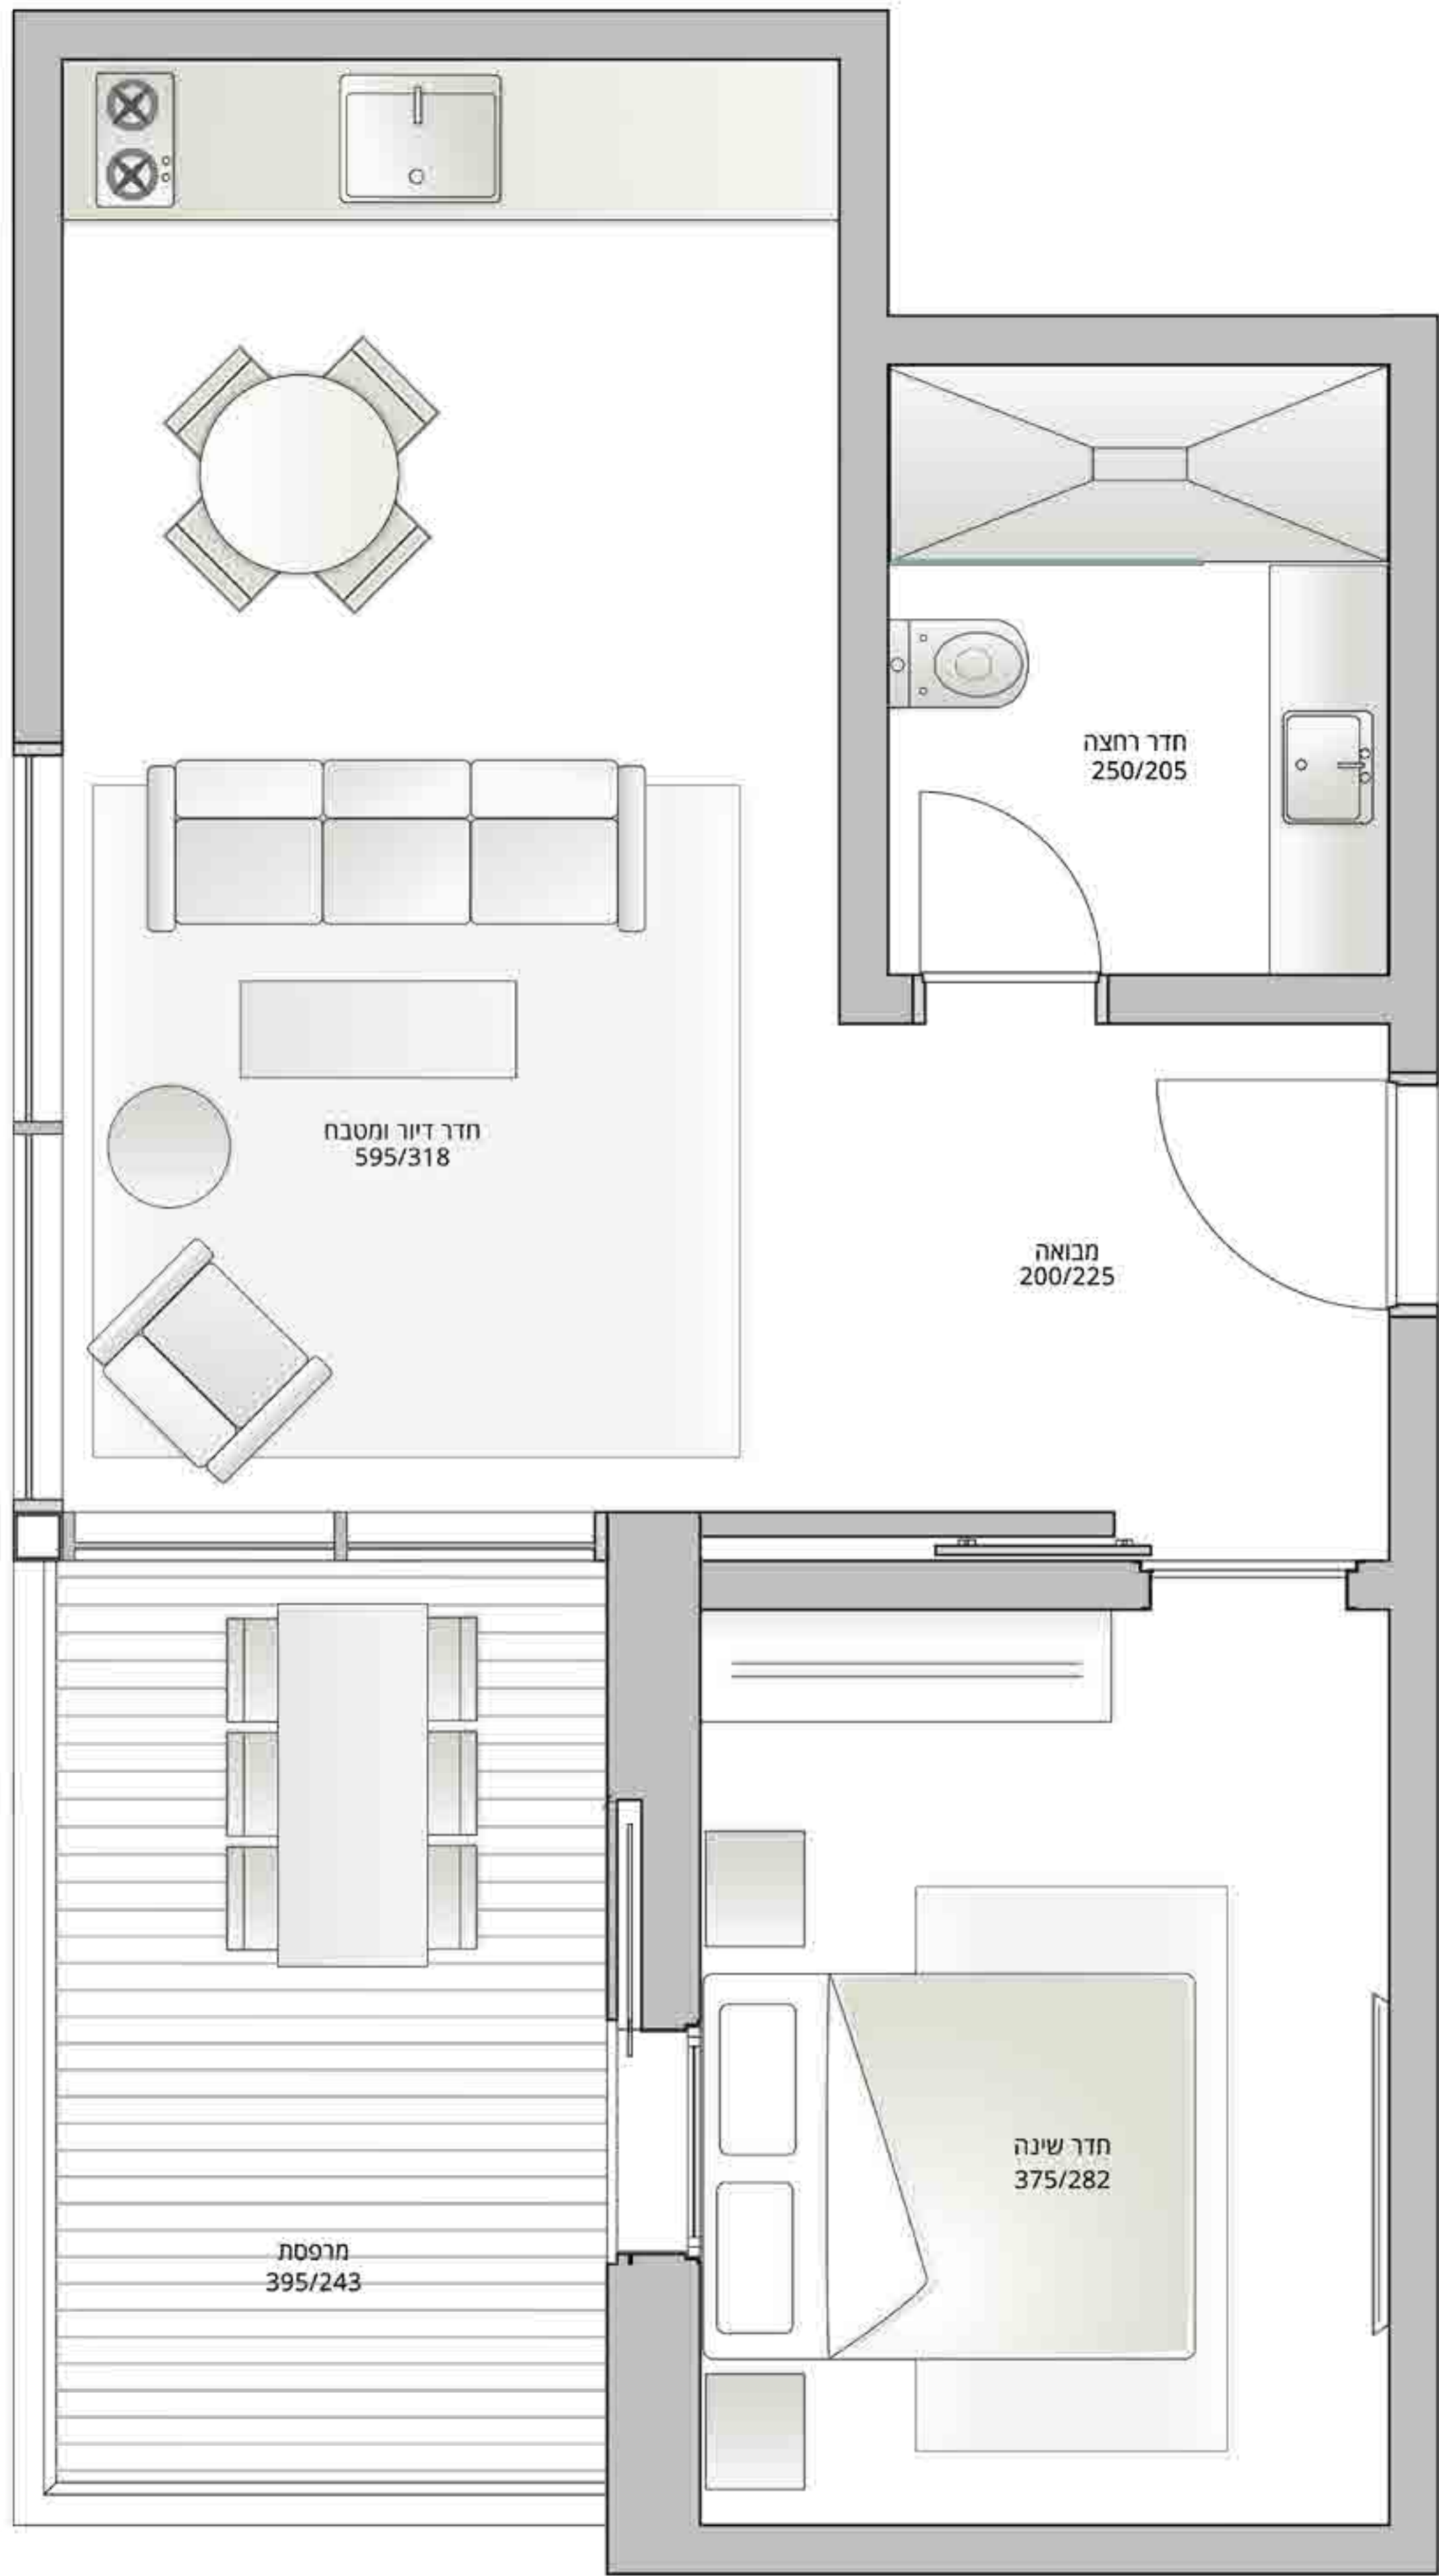 חדר רחצה
250/205
חדר דיור ומטבח
595/318
מבואה
200/225
חדר שינה
375/282
מרפסת
395/243